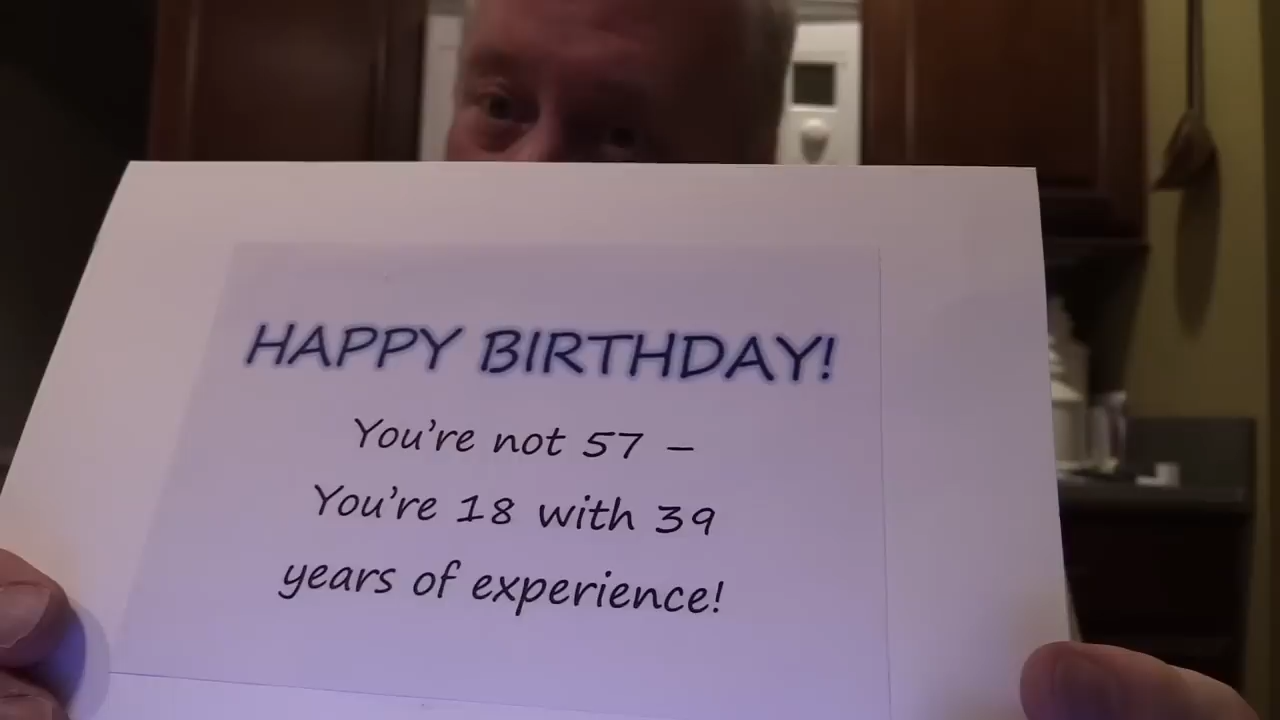 HAPPY BIRTHDAY!
You're not 57 –
You're 18 with 39
years of experience!